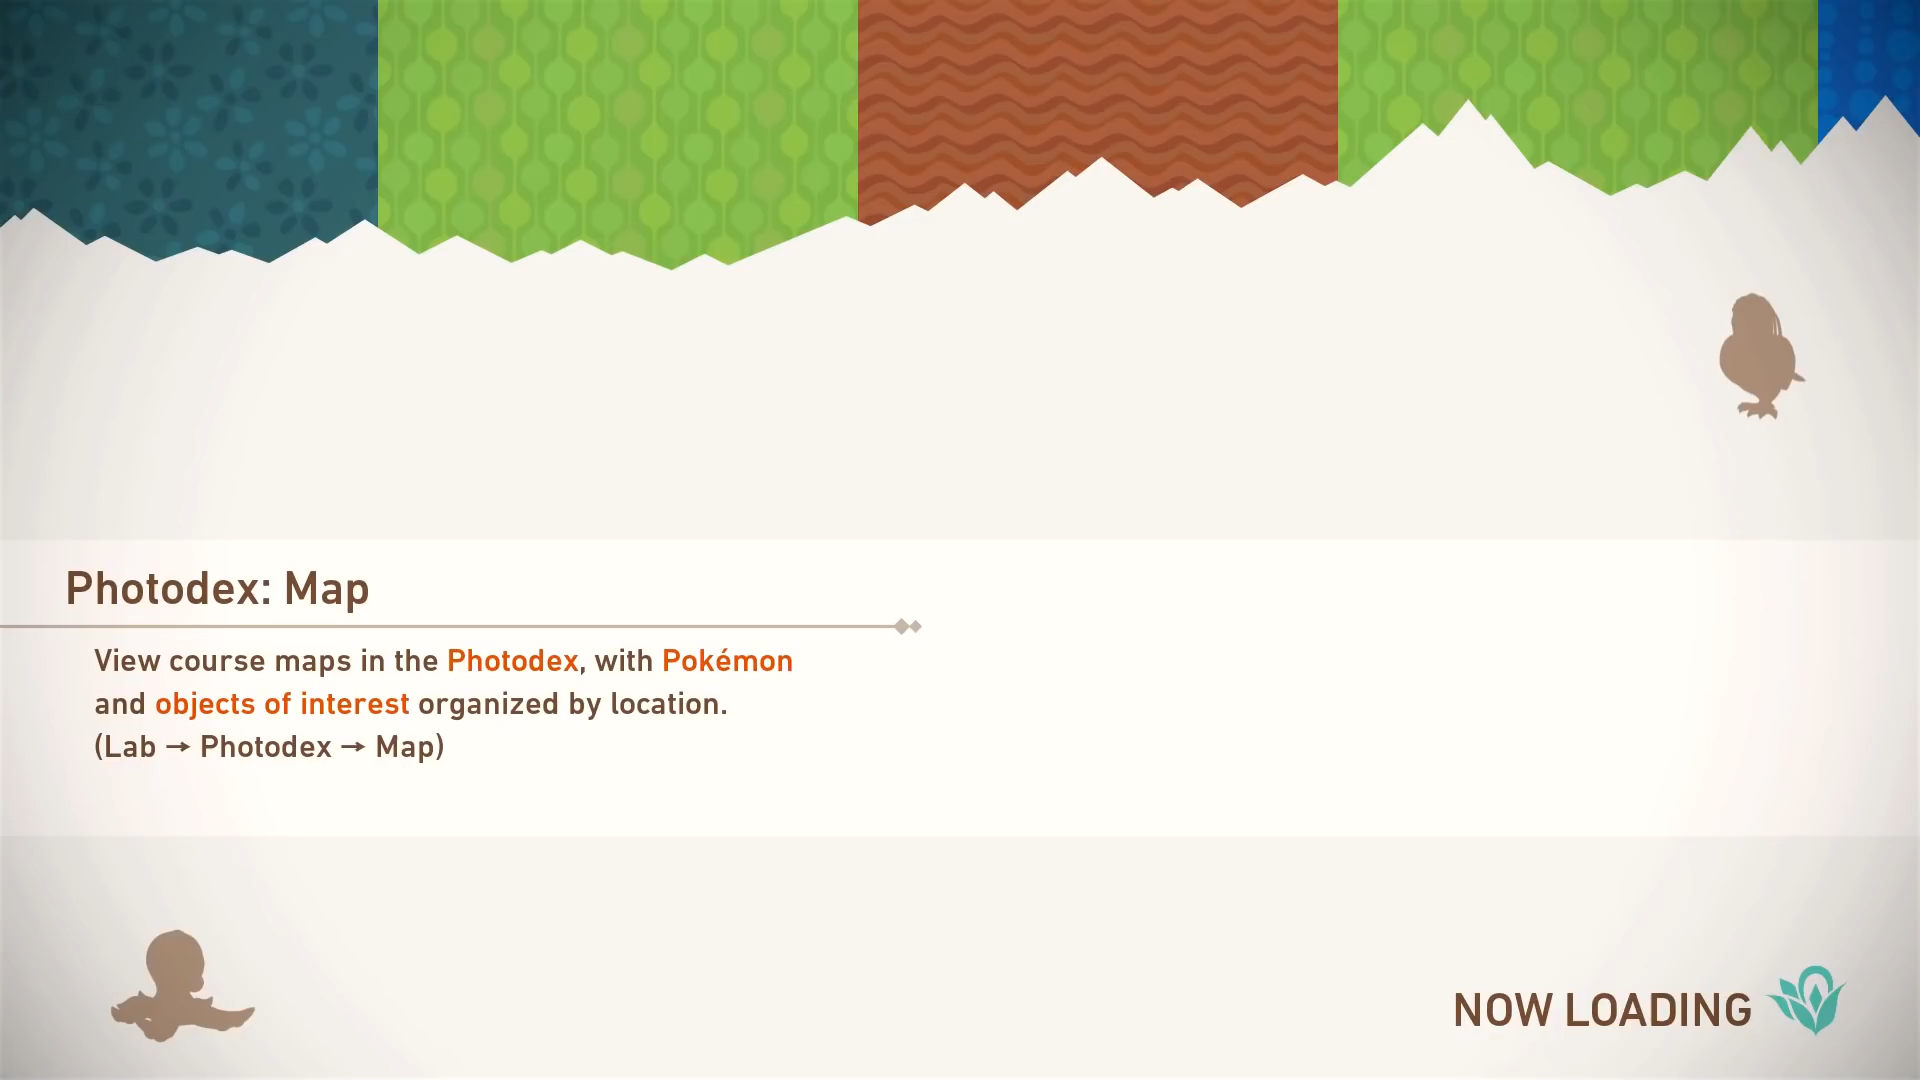 Photodex: Map
View course maps in the Photodex, with Pokémon
and objects of interest organized by location.
(Lab → Photodex → Map)
NOW LOADING